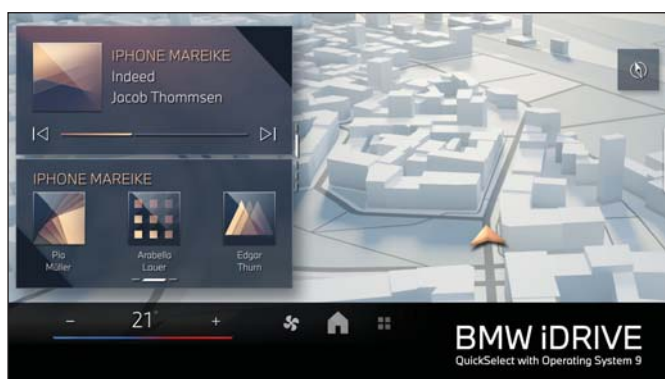 IPHONE MAREIKE
Indeed
Jacob Thommsen
IPHONE MAREIKE
Pia
Müller
Arabella
Lauer
Edgar
Thurn
- 21° +
BMW iDRIVE
QuickSelect with Operating System 9